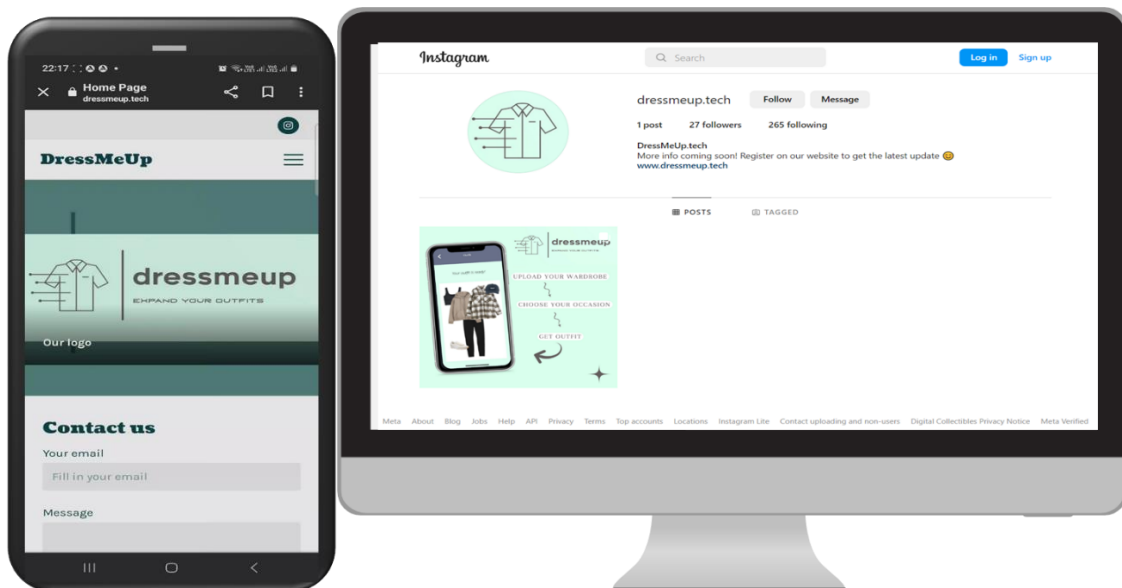 22:17
Home Page
dressmeup.tech
DressMeUp
dressmeup
EXPAND YOUR OUTFITS
Our logo
Contact us
Your email
Fill in your email
Message
Instagram
Search
Log in
Sign up
dressmeup.tech
Follow
Message
1 post 27 followers 265 following
DressMeUp.tech
More info coming soon! Register on our website to get the latest update 😊
www.dressmeup.tech
POSTS
TAGGED
dressmeup
EXPAND YOUR OUTFITS
UPLOAD YOUR WARDROBE
CHOOSE YOUR OCCASION
GET OUTFIT
Meta About Blog Jobs Help API Privacy Terms Top accounts Locations Instagram Lite Contact uploading and non-users Digital Collectibles Privacy Notice Meta Verified